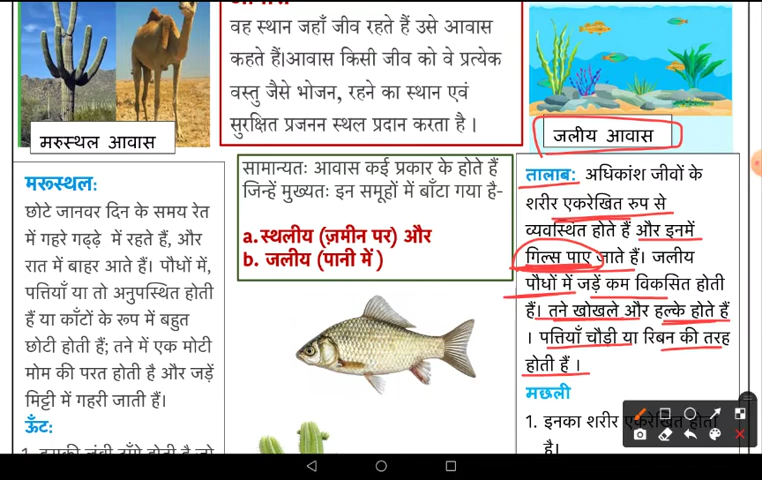 वह स्थान जहाँ जीव रहते हैं उसे आवास
कहते हैं।आवास किसी जीव को वे प्रत्येक
वस्तु जैसे भोजन, रहने का स्थान एवं
सुरक्षित प्रजनन स्थल प्रदान करता है ।
मरुस्थल आवास
जलीय आवास
मरूस्थल:
छोटे जानवर दिन के समय रेत
में गहरे गढ्ढे में रहते हैं, और
रात में बाहर आते हैं। पौधों में,
पत्तियाँ या तो अनुपस्थित होती
हैं या काँटों के रूप में बहुत
छोटी होती हैं; तने में एक मोटी
मोम की परत होती है और जड़ें
मिट्टी में गहरी जाती हैं।
ऊँट:
सामान्यतः आवास कई प्रकार के होते हैं
जिन्हें मुख्यतः इन समूहों में बाँटा गया है-
a.स्थलीय (ज़मीन पर) और
b. जलीय (पानी में )
तालाब: अधिकांश जीवों के
शरीर एकरेखित रुप से
व्यवस्थित होते हैं और इनमें
गिल्स पाए जाते हैं। जलीय
पौधों में जड़ें कम विकसित होती
हैं। तने खोखले और हल्के होते हैं
। पत्तियाँ चौडी या रिबन की तरह
होती हैं ।
मछली
1. इनका शरीर एकरेखित होता
है।